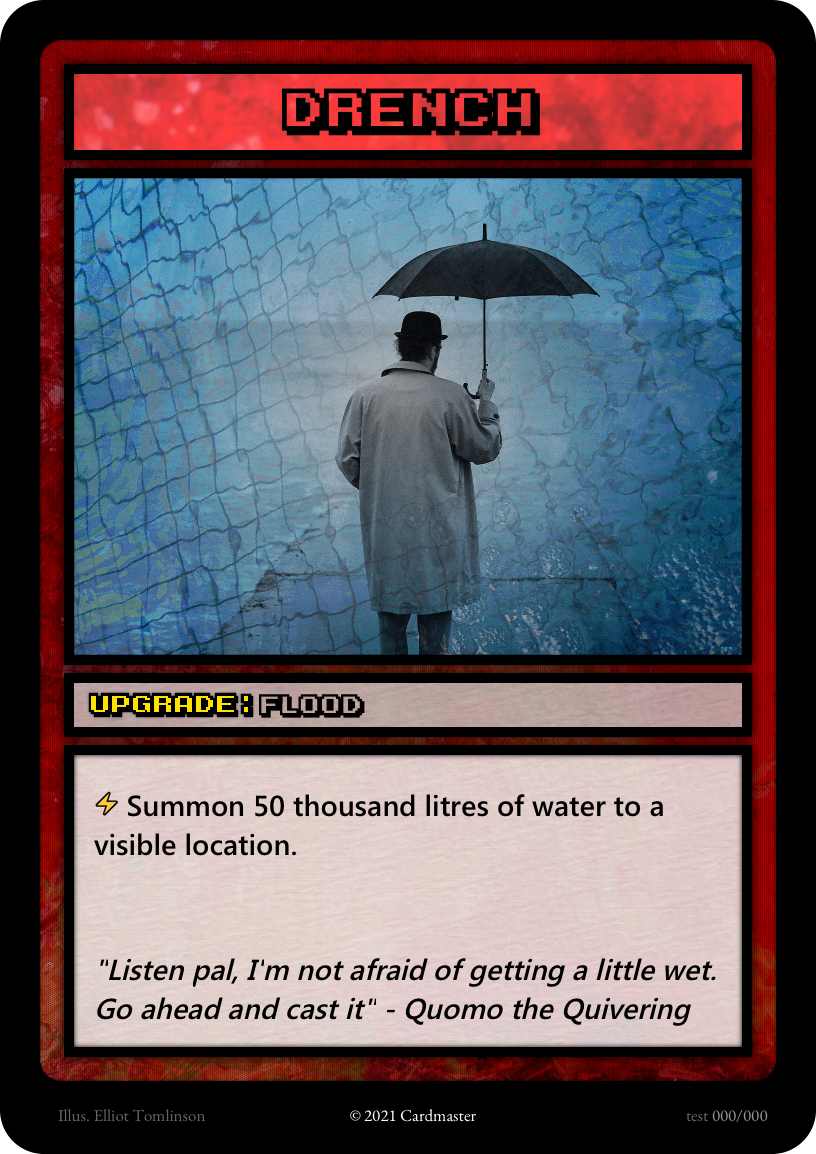 DRENCH
UPGRADE: FLOOD
⚡ Summon 50 thousand litres of water to a
visible location.
"Listen pal, I'm not afraid of getting a little wet.
Go ahead and cast it" - Quomo the Quivering
Illus. Elliot Tomlinson
© 2021 Cardmaster
test 000/000